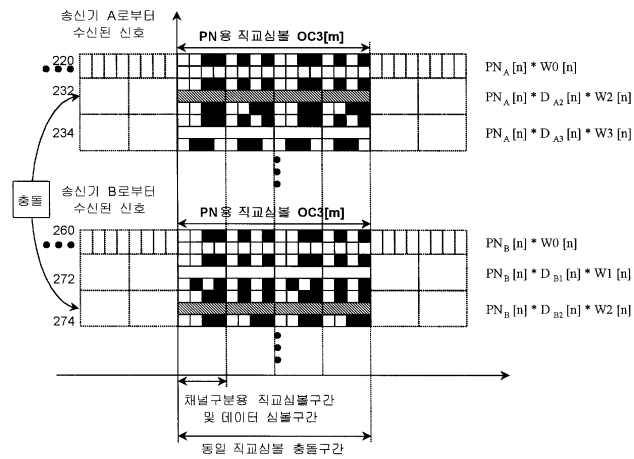 송신기 A로부터
수신된 신호
PN용 직교심볼 OC3[m]
220
PN_A [n] * W0 [n]
232
PN_A [n] * D_A2 [n] * W2 [n]
234
PN_A [n] * D_A3 [n] * W3 [n]
충돌
송신기 B로부터
수신된 신호
PN용 직교심볼 OC3[m]
260
PN_B [n] * W0 [n]
272
PN_B [n] * D_B1 [n] * W1 [n]
274
PN_B [n] * D_B2 [n] * W2 [n]
채널구분용 직교심볼구간
및 데이터 심볼구간
동일 직교심볼 충돌구간